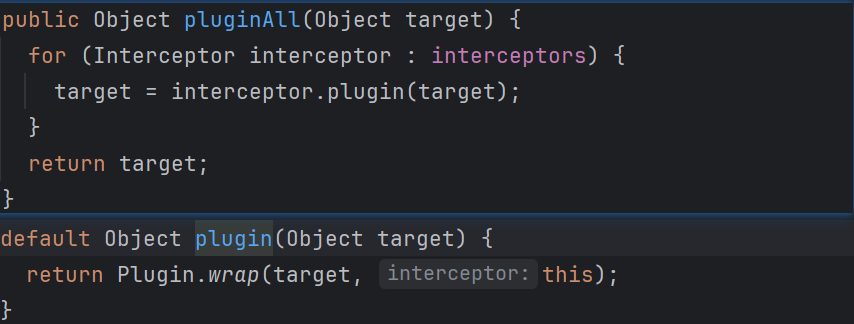 public Object pluginAll(Object target) {
for (Interceptor interceptor : interceptors) {
target = interceptor.plugin(target);
}
return target;
}
default Object plugin(Object target) {
return Plugin.wrap(target, interceptor: this);
}